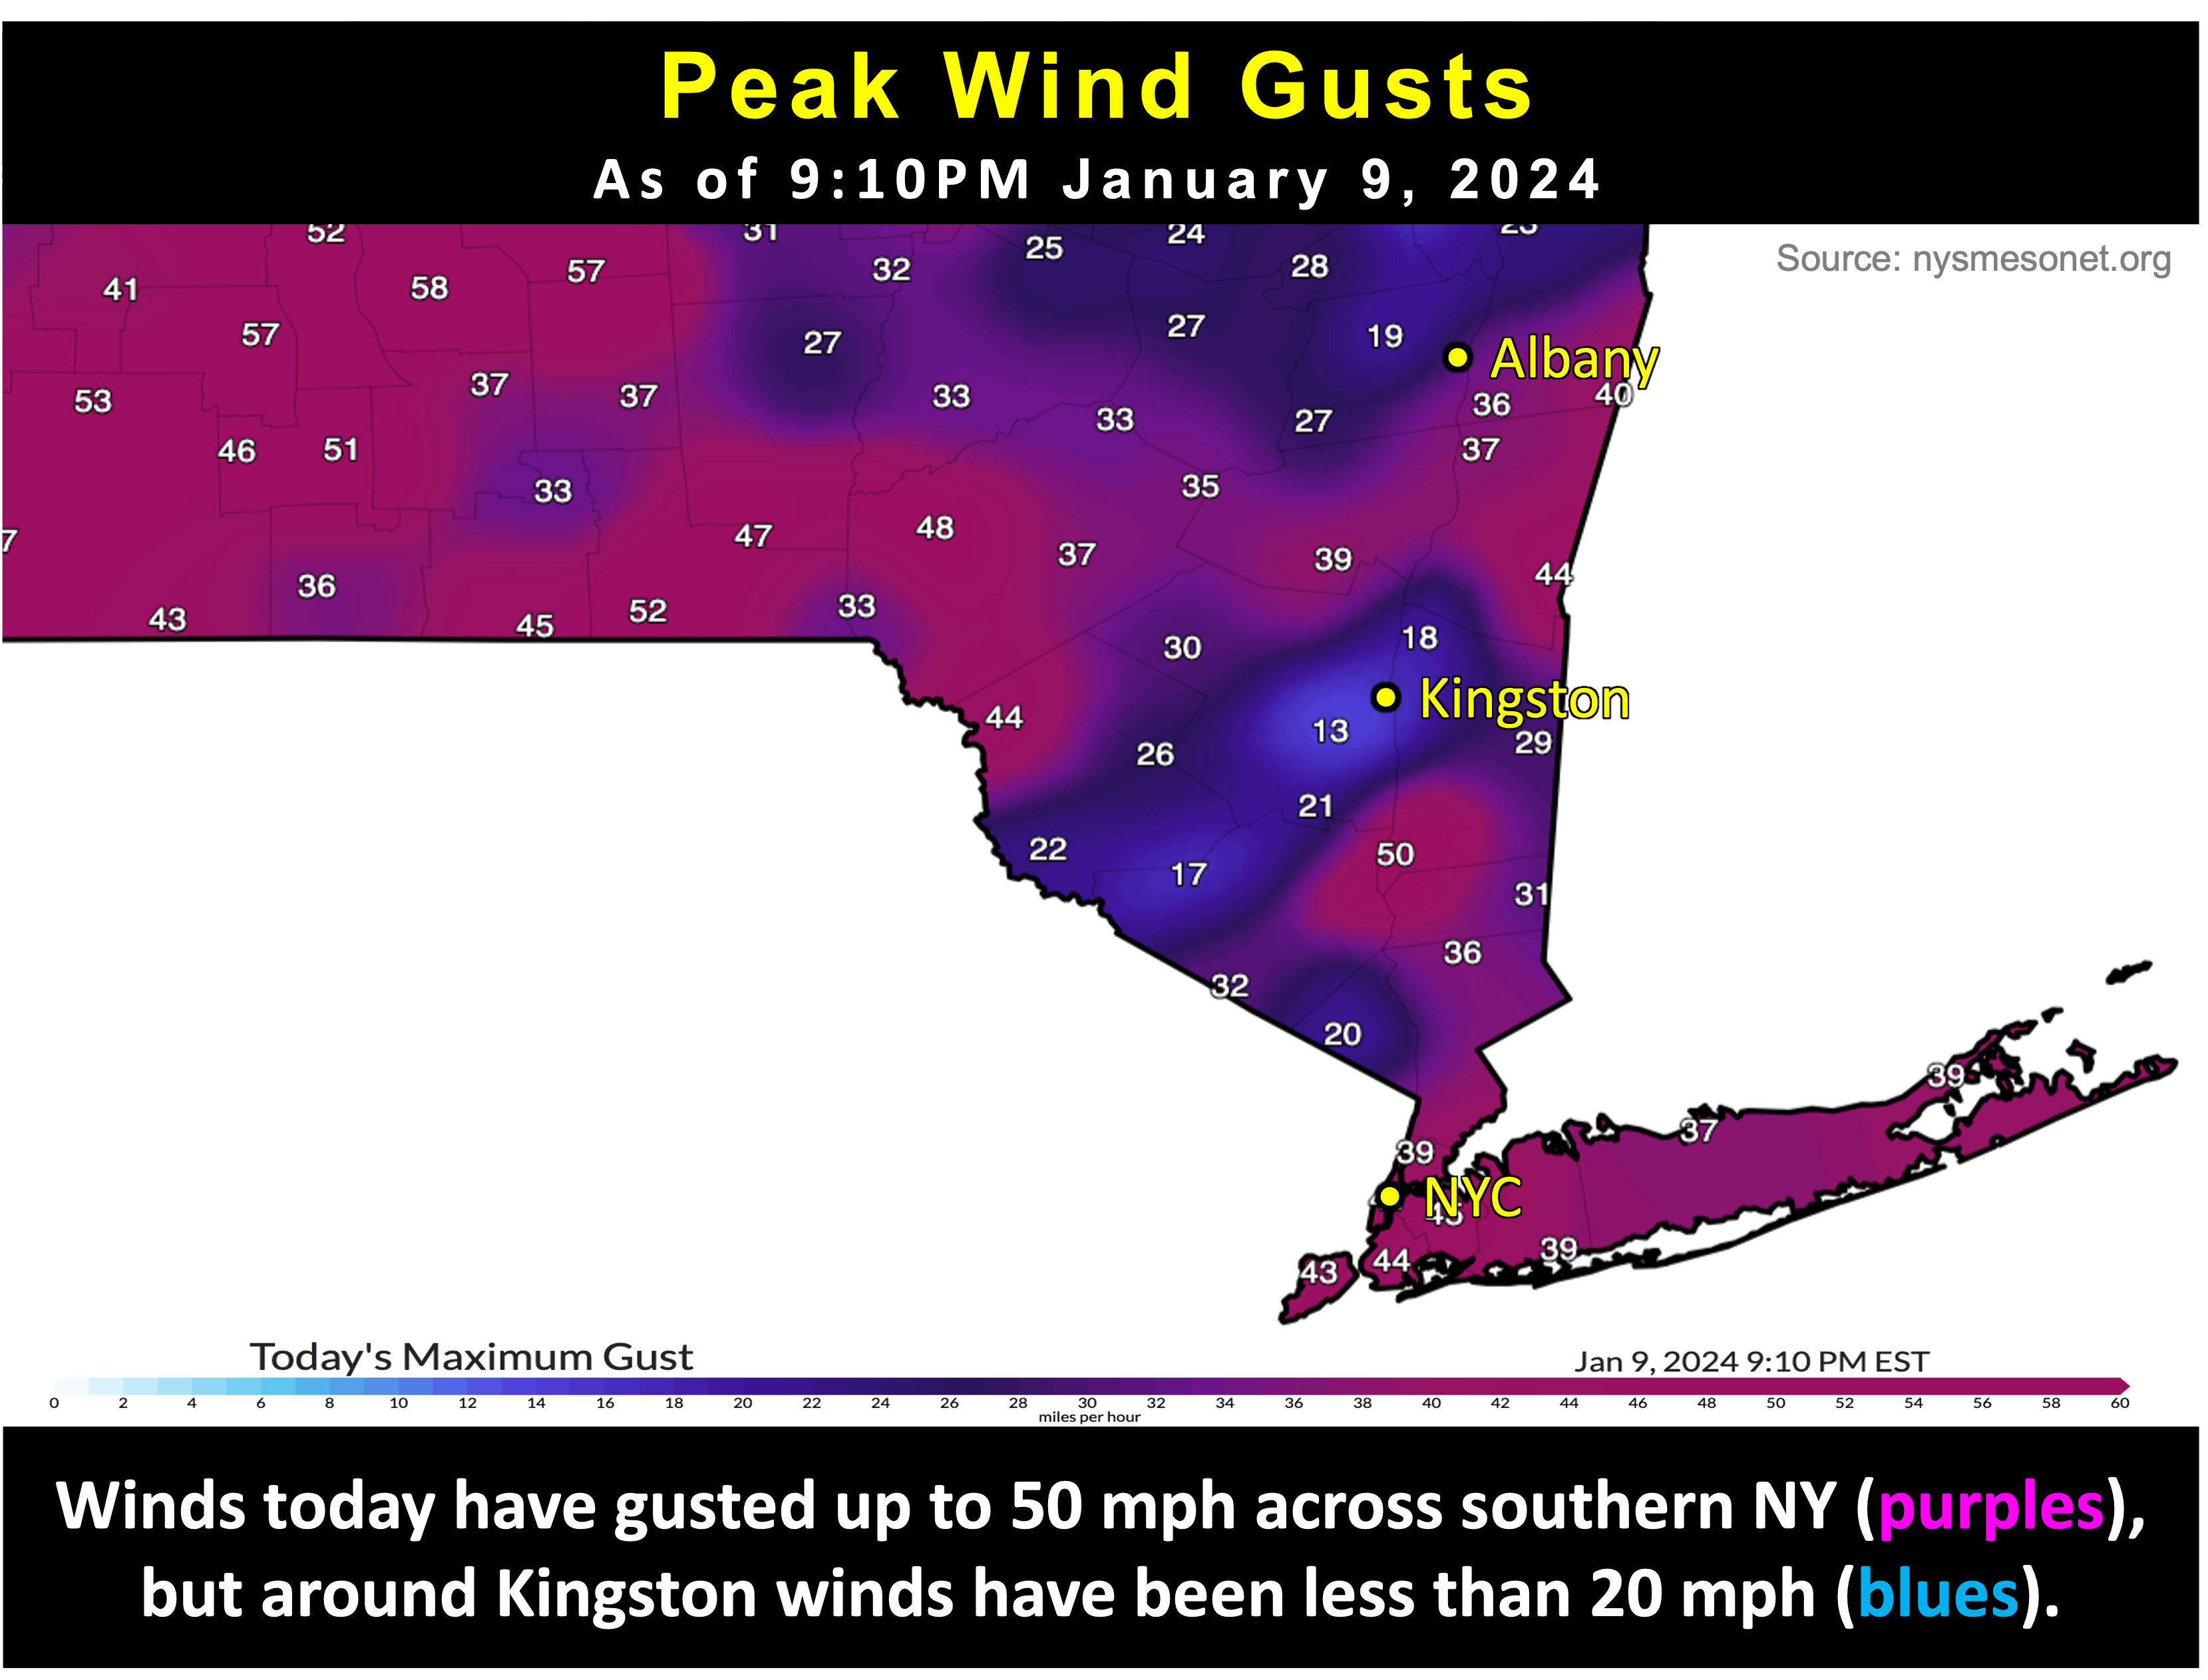 Peak Wind Gusts
As of 9:10PM January 9, 2024
Source: nysmesonet.org
52 31 25 24 23
41 58 57 32 28
57 27 27 19 Albany
53 37 37 33 33 27 36 40
46 51 37
33 35
47 48 37 39 44
36 33
43 45 52 30 18
Kingston
44 26 13 29
21
22 17 50
31
36
32
20
39
37
39
NYC
43 44 39
Today's Maximum Gust
Jan 9, 2024 9:10 PM EST
0 2 4 6 8 10 12 14 16 18 20 22 24 26 28 30 32 34 36 38 40 42 44 46 48 50 52 54 56 58 60
miles per hour
Winds today have gusted up to 50 mph across southern NY (purples),
but around Kingston winds have been less than 20 mph (blues).